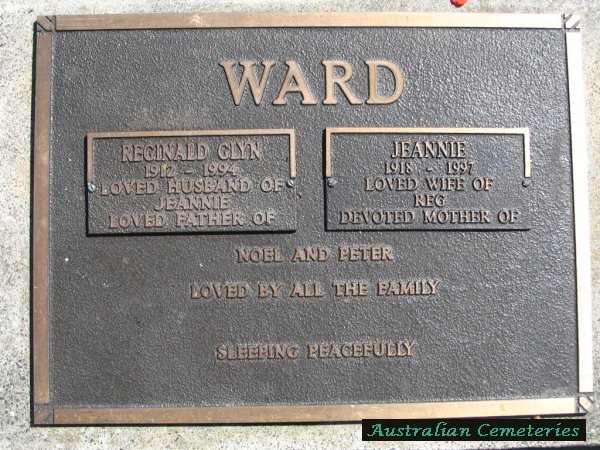 WARD
REGINALD GLYN
1912 - 1994
LOVED HUSBAND OF
JEANNIE
LOVED FATHER OF
JEANNIE
1918 - 1997
LOVED WIFE OF
REG
DEVOTED MOTHER OF
NOEL AND PETER
LOVED BY ALL THE FAMILY
SLEEPING PEACEFULLY
Australian Cemeteries